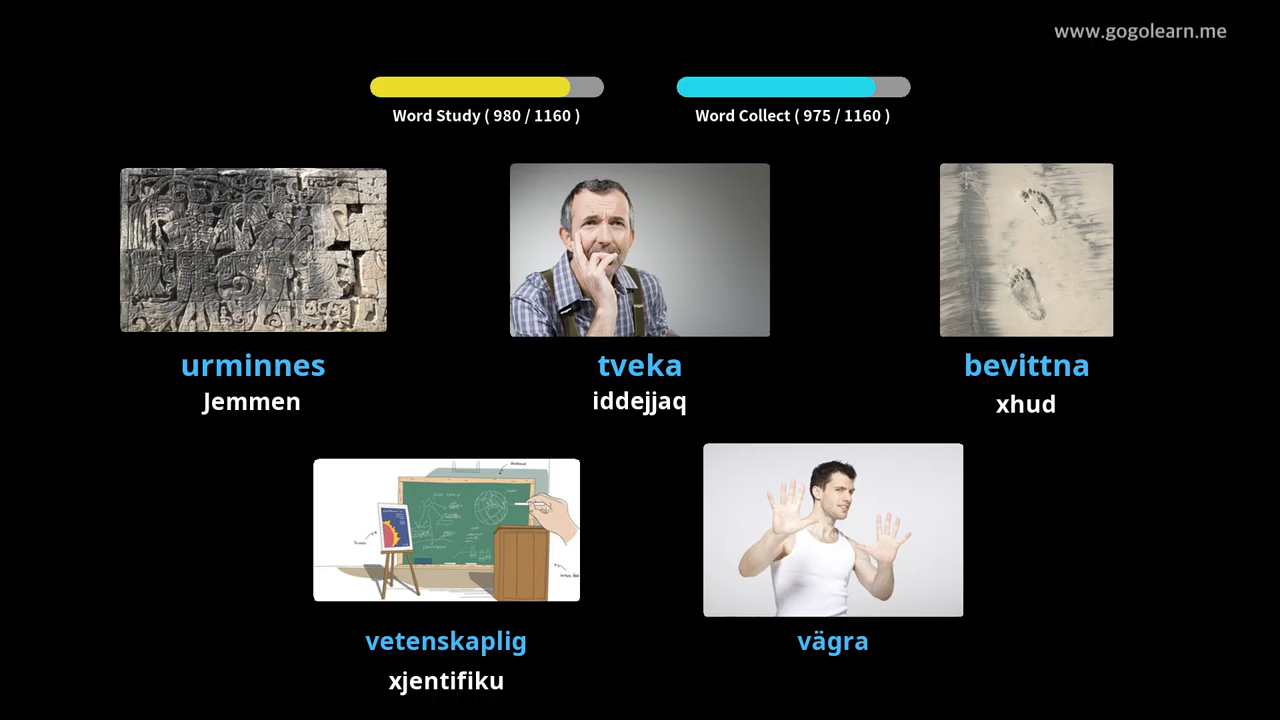 www.gogolearn.me
Word Study ( 980 / 1160 )
Word Collect ( 975 / 1160 )
urminnes
Jemmen
tveka
iddejjaq
bevittna
xhud
vetenskaplig
xjentifiku
vägra